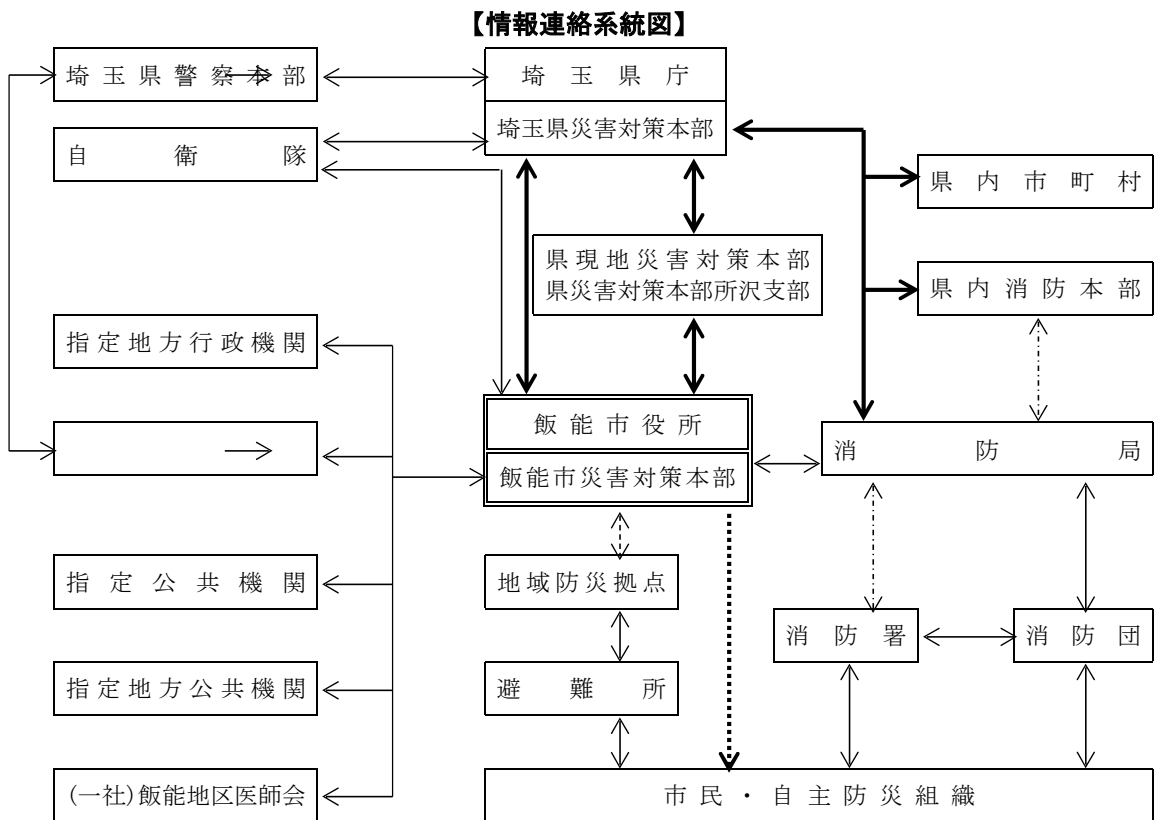 【情報連絡系統図】
埼玉県警察本部
埼玉県庁
埼玉県災害対策本部
自衛隊
県内市町村
県現地災害対策本部
県災害対策本部所沢支部
県内消防本部
指定地方行政機関
飯能市役所
飯能市災害対策本部
消防局
指定公共機関
地域防災拠点
消防署
消防団
指定地方公共機関
避難所
(一社)飯能地区医師会
市民・自主防災組織